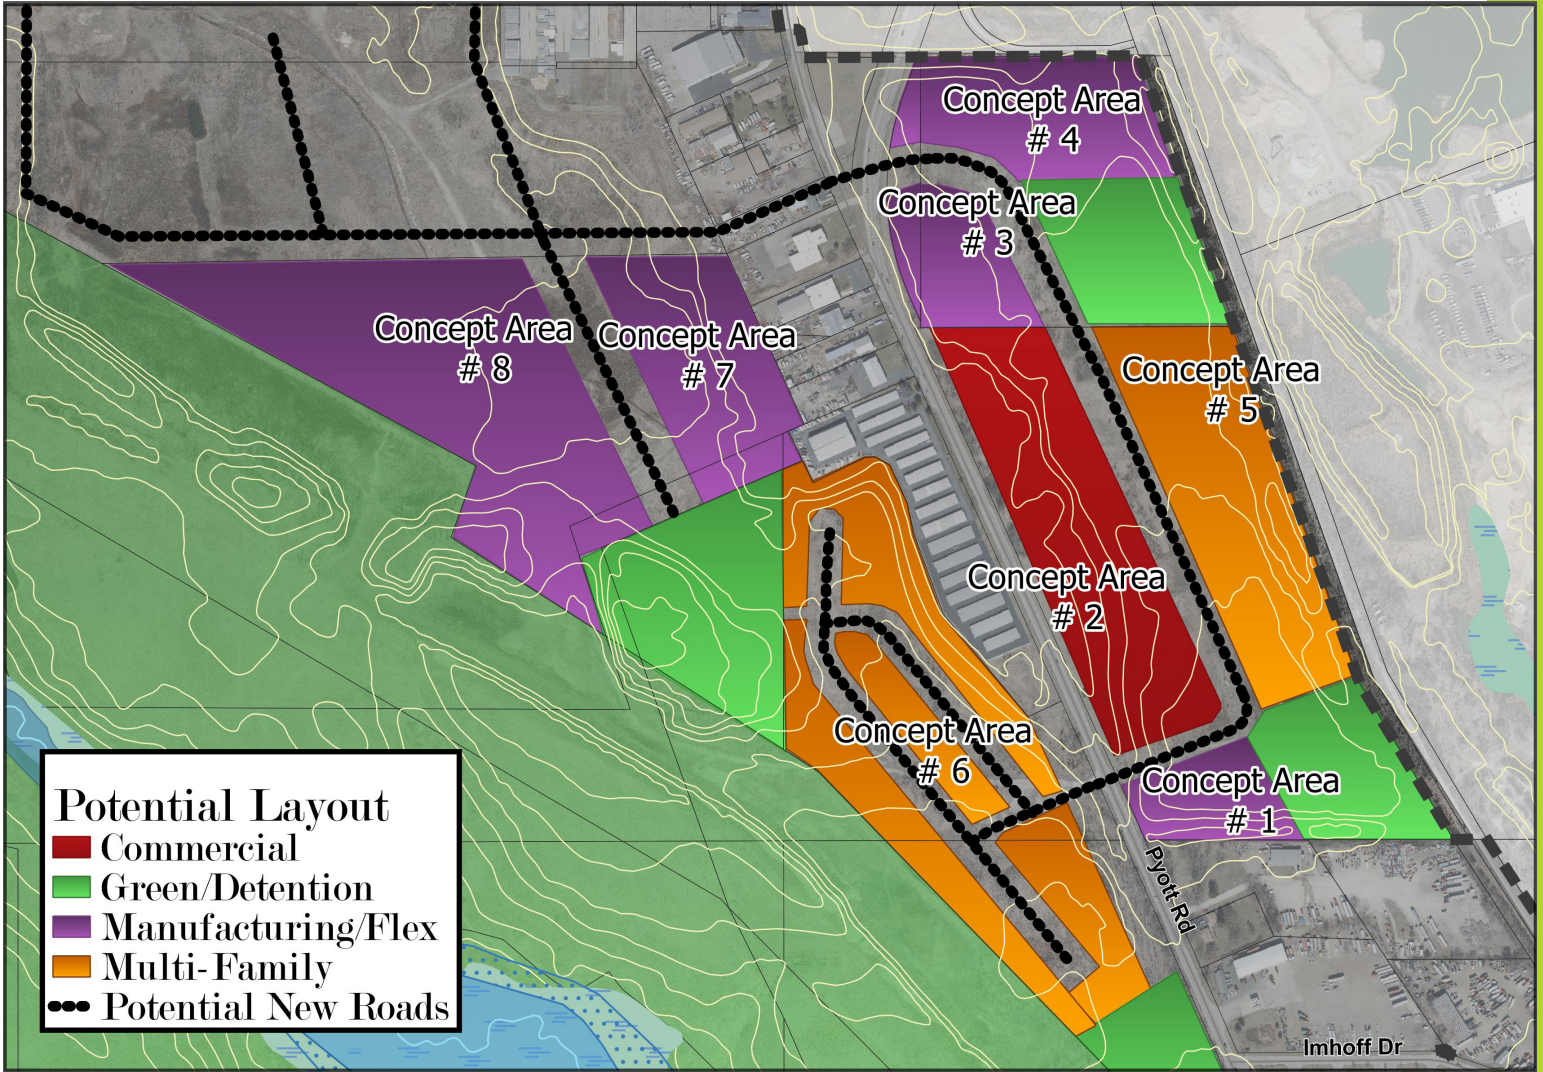 Concept Area
# 4
Concept Area
# 3
Concept Area
# 8
Concept Area
# 7
Concept Area
# 5
Concept Area
# 2
Concept Area
# 6
Concept Area
# 1
Pyott Rd
Imhoff Dr
Potential Layout
Commercial
Green/Detention
Manufacturing/Flex
Multi-Family
Potential New Roads